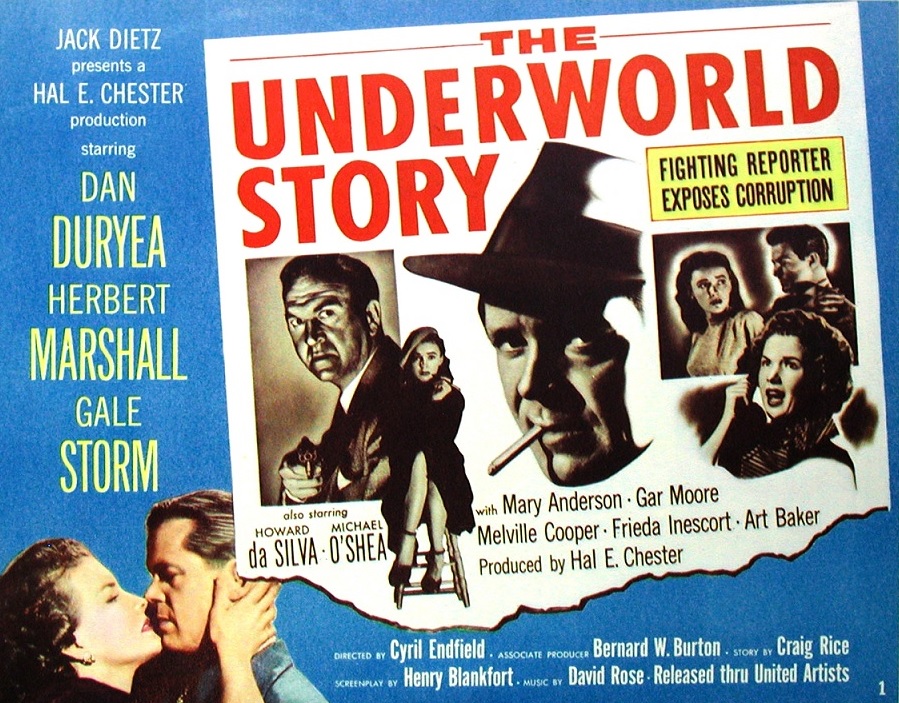 JACK DIETZ
presents a
HAL E. CHESTER
production
starring
DAN
DURYEA
HERBERT
MARSHALL
GALE
STORM
THE
UNDERWORLD
STORY
FIGHTING REPORTER
EXPOSES CORRUPTION
also starring
HOWARD MICHAEL
da SILVA · O'SHEA
with Mary Anderson · Gar Moore
Melville Cooper · Frieda Inescort · Art Baker
Produced by Hal E. Chester
DIRECTED BY Cyril Endfield · ASSOCIATE PRODUCER Bernard W. Burton · STORY BY Craig Rice
SCREENPLAY BY Henry Blankfort · MUSIC BY David Rose · Released thru United Artists
1